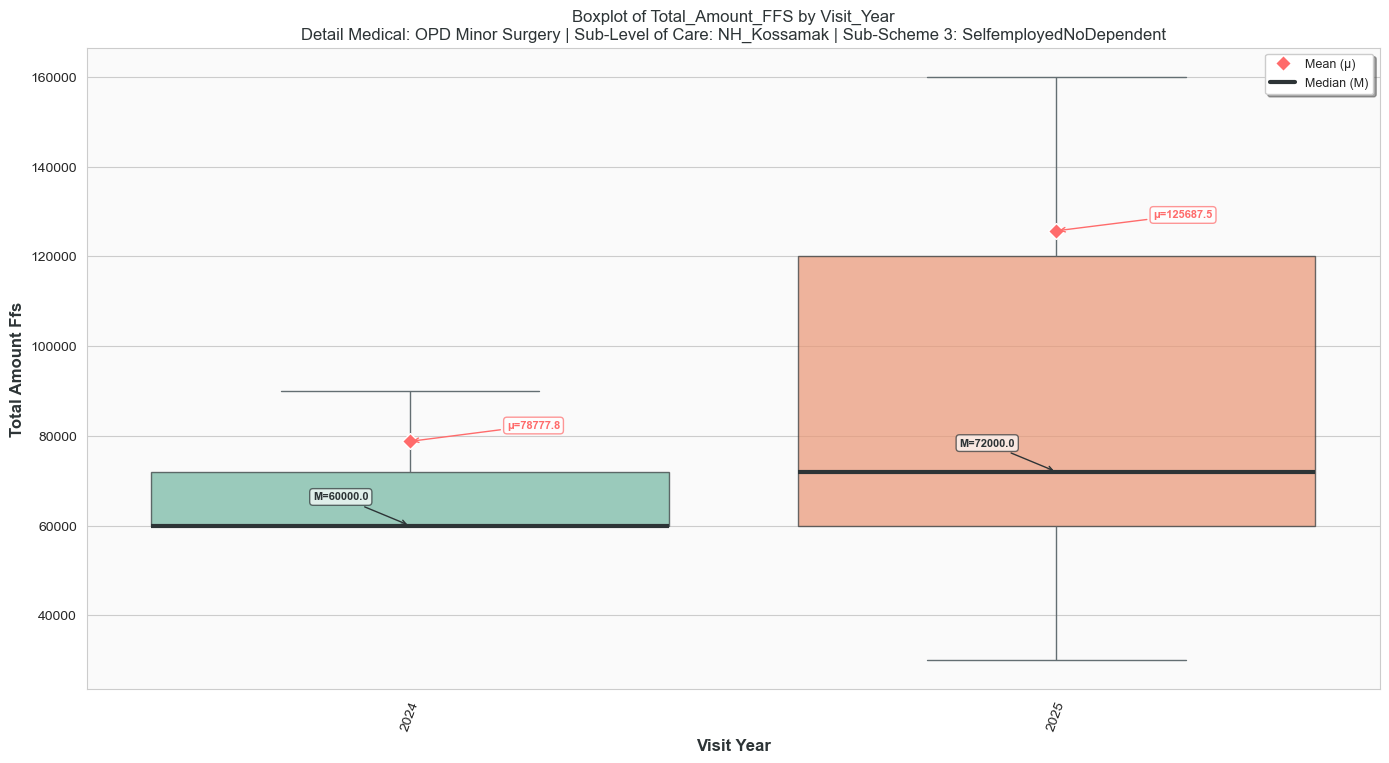 Boxplot of Total_Amount_FFS by Visit_Year
Detail Medical: OPD Minor Surgery | Sub-Level of Care: NH_Kossamak | Sub-Scheme 3: SelfemployedNoDependent
Mean (μ)
Median (M)
160000
140000
120000
100000
80000
60000
40000
Total Amount Ffs
μ=125687.5
μ=78777.8
M=72000.0
M=60000.0
2024
2025
Visit Year